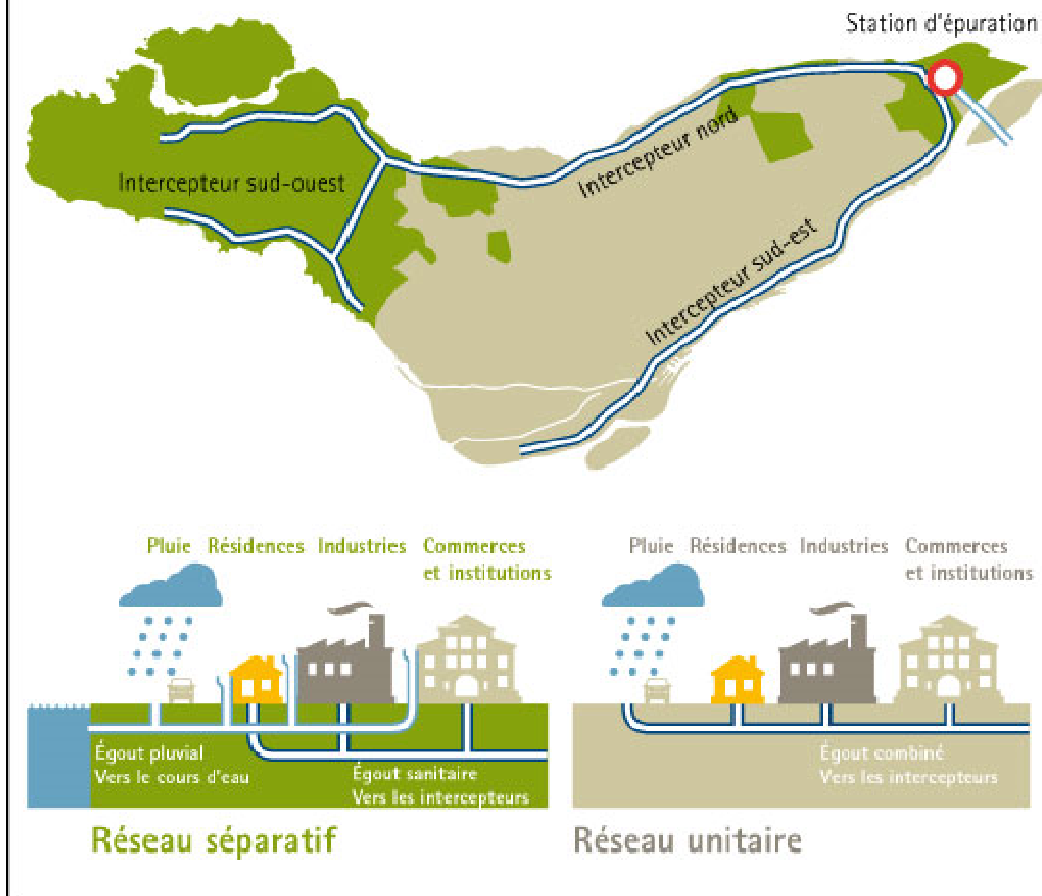 Station d'épuration
Intercepteur nord
Intercepteur sud-ouest
Intercepteur sud-est
Pluie Résidences Industries Commerces
et institutions
Égout pluvial
Vers le cours d'eau
Égout sanitaire
Vers les intercepteurs
Réseau séparatif
Pluie Résidences Industries Commerces
et institutions
Égout combiné
Vers les intercepteurs
Réseau unitaire